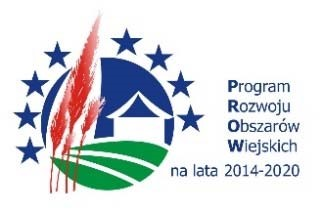 Program
Rozwoju
Obszarów
Wiejskich
na lata 2014-2020